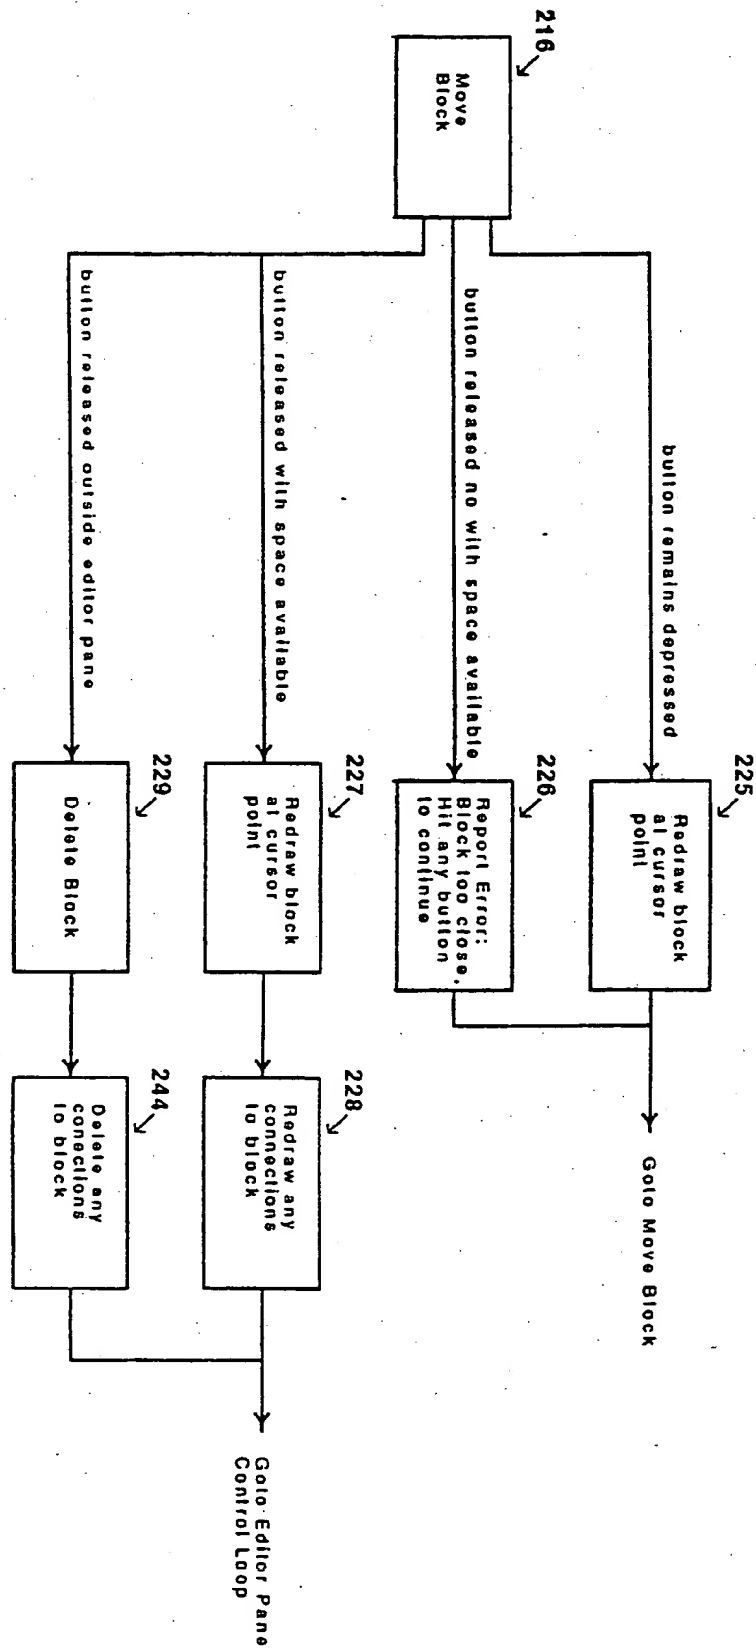 216
Move
Block
button remains depressed
225
Redraw block
at cursor
point
Goto Move Block
button released no with space available
226
Report Error:
Block too close,
Hit any button
to continue
button released with space available
227
Redraw block
at cursor
point
228
Redraw any
connections
to block
Goto Editor Pane
Control Loop
button released outside editor pane
229
Delete Block
244
Delete any
conections
to block